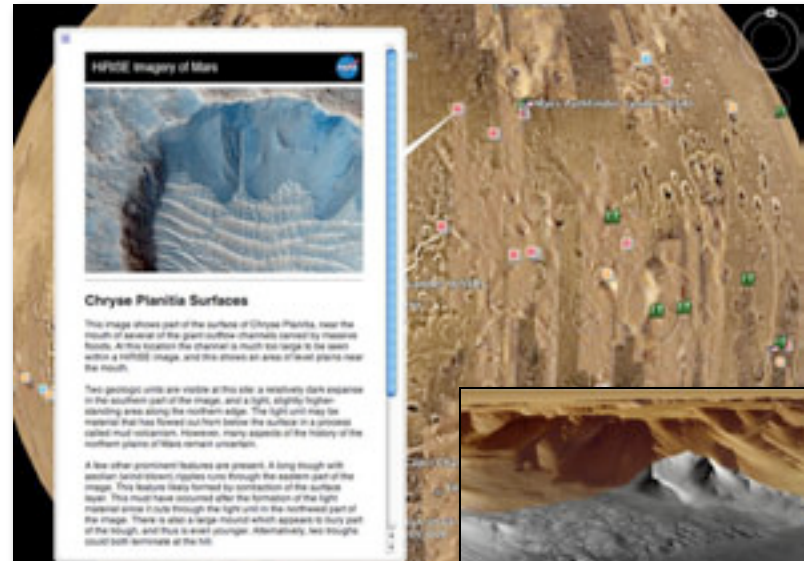 HiRISE Imagery of Mars
Chryse Planitia Surfaces
This image shows part of the surface of Chryse Planitia, near the
mouth of several of the giant outflow channels carved by massive
floods. At this location the channel is much too large to be seen
within a HiRISE image, and this shows an area of level plains near
the mouth.
Two geologic units are visible at this site: a relatively dark expanse
in the southern part of the image, and a light, slightly higher-
standing area along the northern edge. The light unit may be
material that has flowed out from below the surface in a process
called mud volcanism. However, many aspects of the history of the
northern plains of Mars remain uncertain.
A few other prominent features are present. A long trough with
aeolian (wind-blown) ripples runs through the eastern part of the
image. This feature likely formed by contraction of the surface
layer. This must have occurred after the formation of the light
material since it cuts through the light unit in the northwest part of
the image. There is also a large mound which appears to bury part
of the trough, and thus is even younger. Alternatively, two troughs
could both terminate at the hill.
Mars Pathfinder Lander